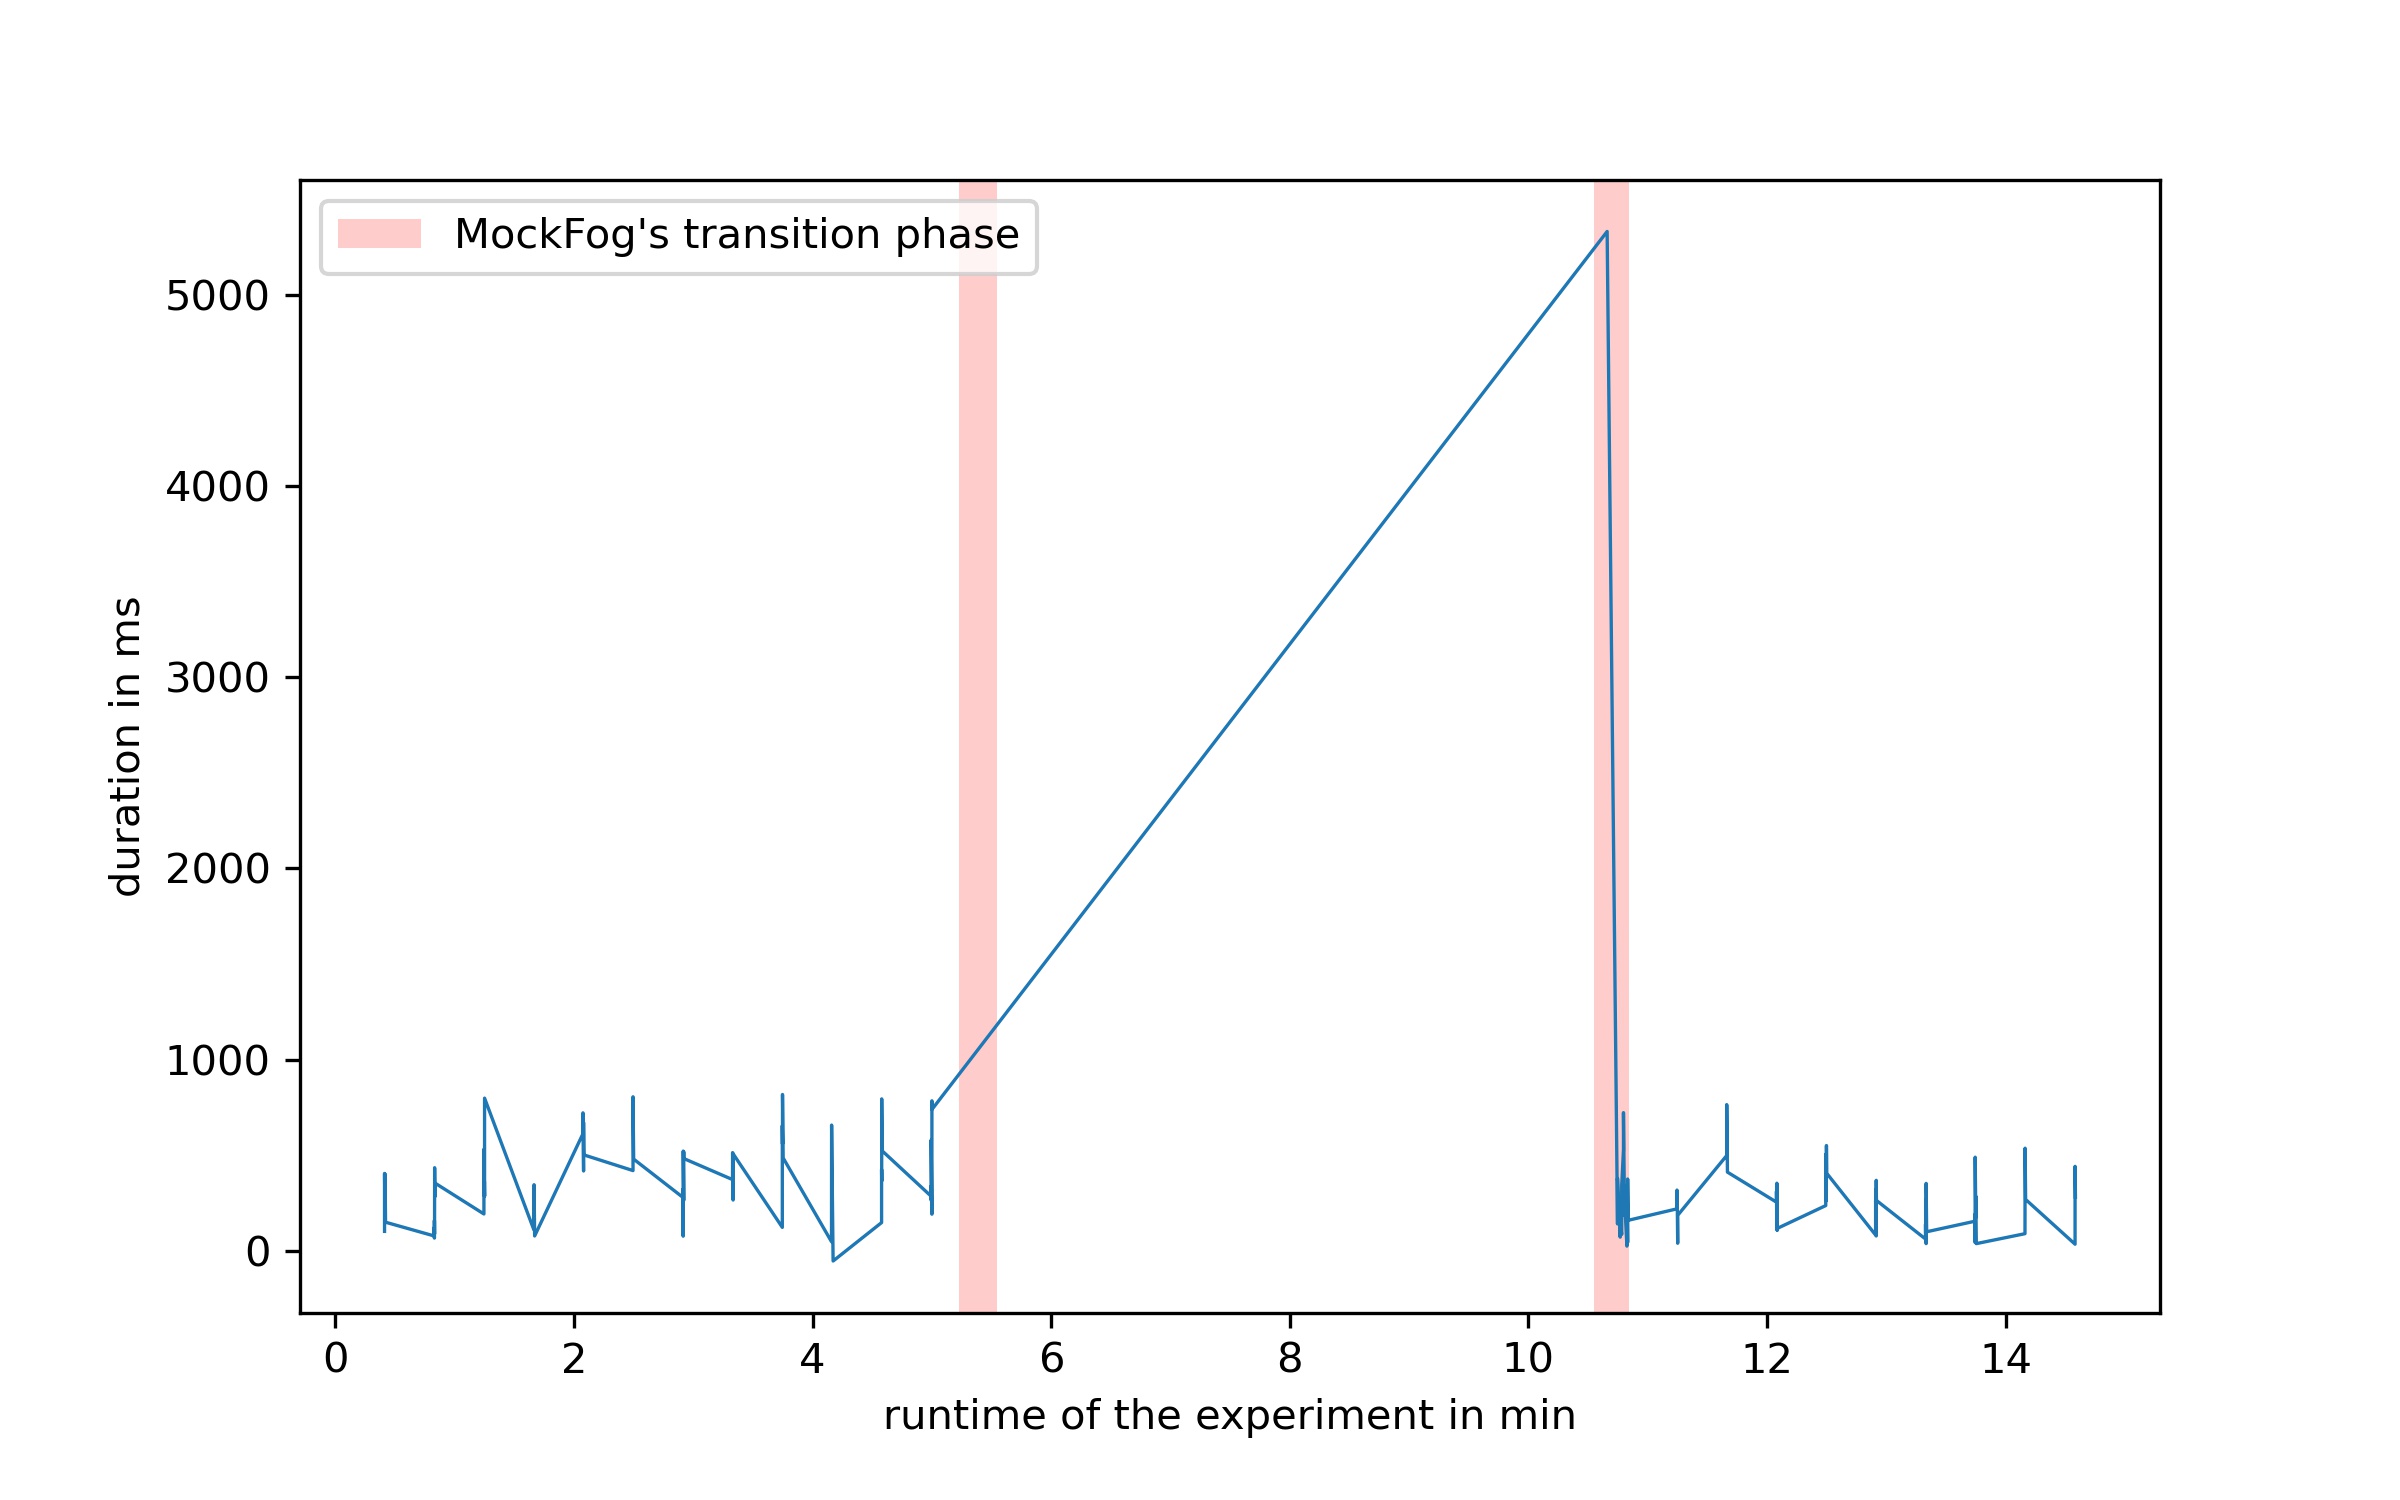 MockFog's transition phase
5000
4000
3000
2000
1000
0
duration in ms
0 2 4 6 8 10 12 14
runtime of the experiment in min